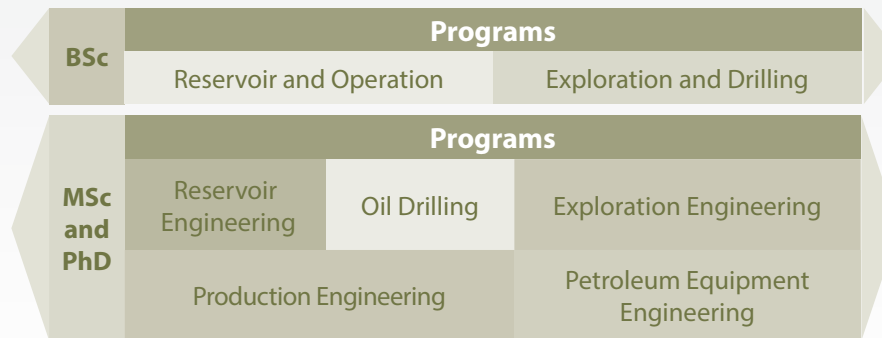 BSc
Programs
Reservoir and Operation
Exploration and Drilling
MSc
and
PhD
Programs
Reservoir
Engineering
Oil Drilling
Exploration Engineering
Production Engineering
Petroleum Equipment
Engineering